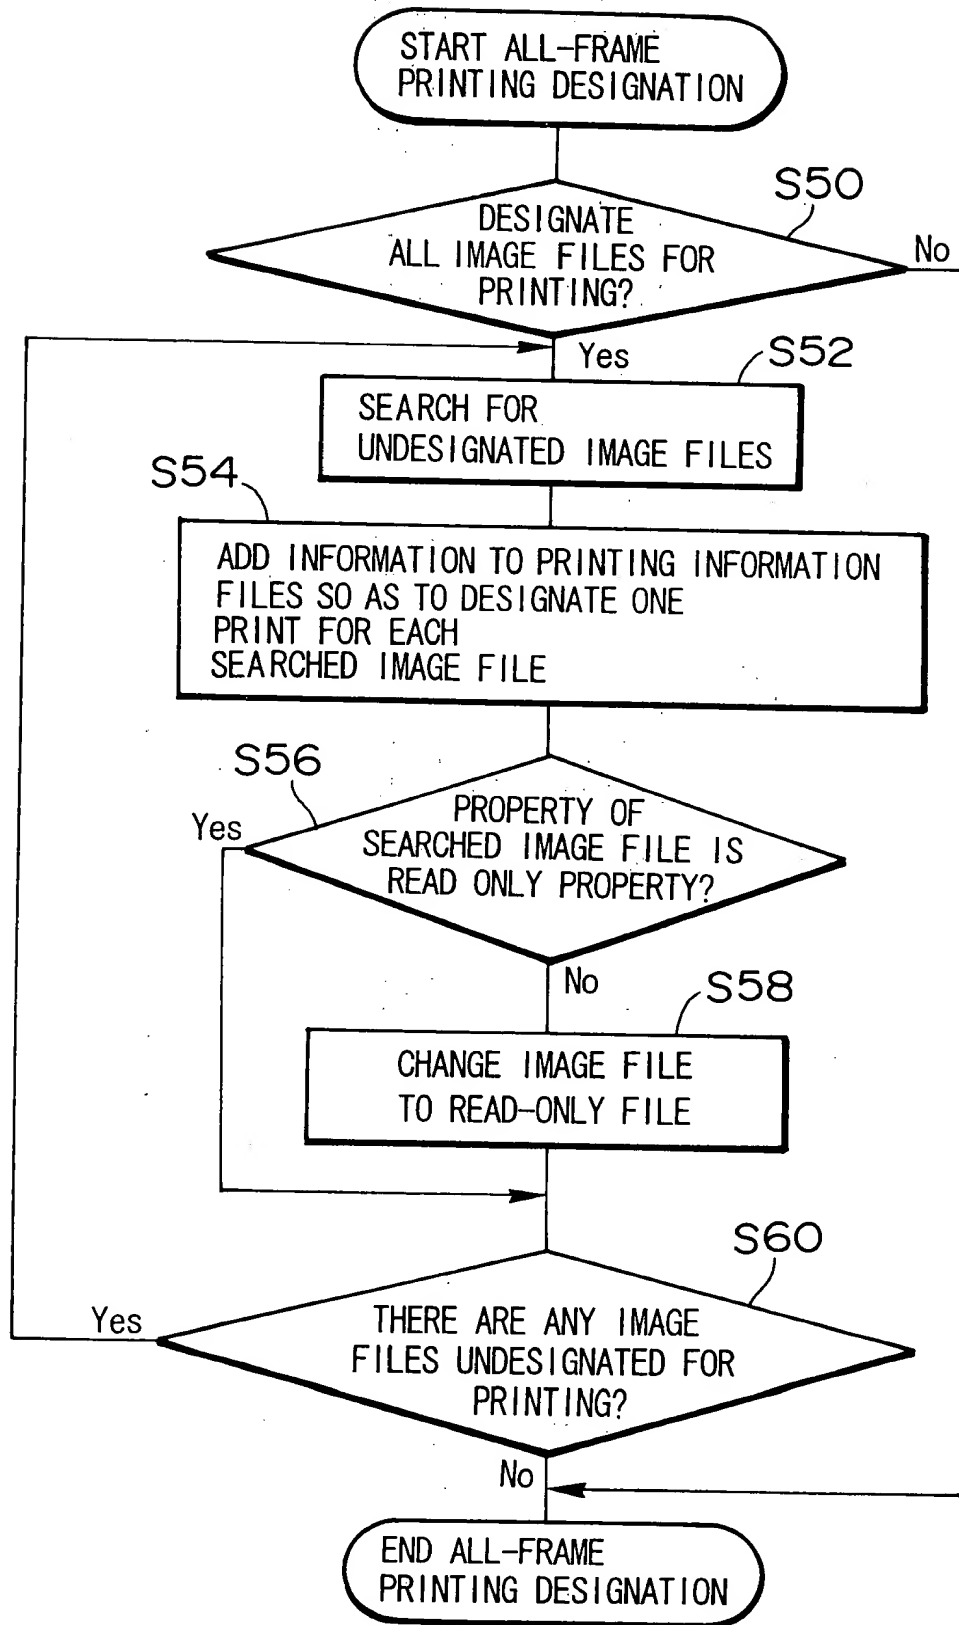 START ALL-FRAME
PRINTING DESIGNATION
S50
DESIGNATE
ALL IMAGE FILES FOR
PRINTING?
No
Yes
S52
SEARCH FOR
UNDESIGNATED IMAGE FILES
S54
ADD INFORMATION TO PRINTING INFORMATION
FILES SO AS TO DESIGNATE ONE
PRINT FOR EACH
SEARCHED IMAGE FILE
S56
Yes
PROPERTY OF
SEARCHED IMAGE FILE IS
READ ONLY PROPERTY?
No
S58
CHANGE IMAGE FILE
TO READ-ONLY FILE
S60
Yes
THERE ARE ANY IMAGE
FILES UNDESIGNATED FOR
PRINTING?
No
END ALL-FRAME
PRINTING DESIGNATION